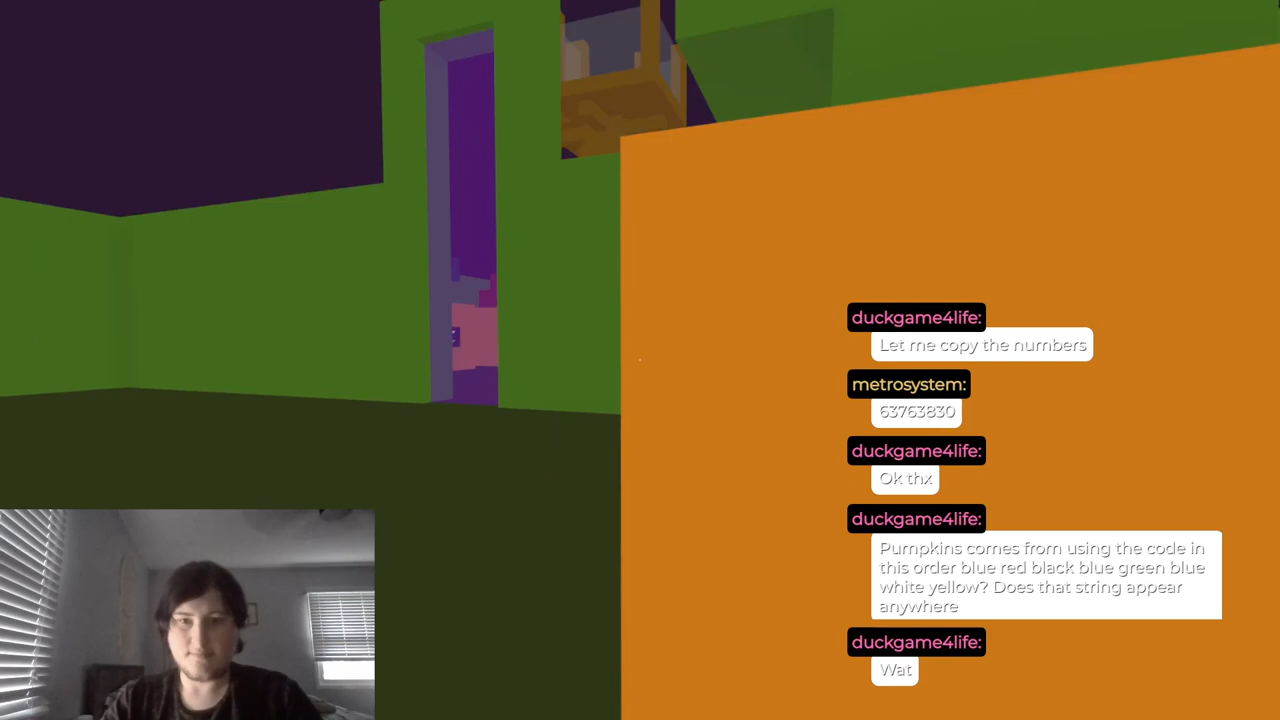 duckgame4life:
Let me copy the numbers
metrosystem:
63763830
duckgame4life:
Ok thx
duckgame4life:
Pumpkins comes from using the code in
this order blue red black blue green blue
white yellow? Does that string appear
anywhere
duckgame4life:
Wat